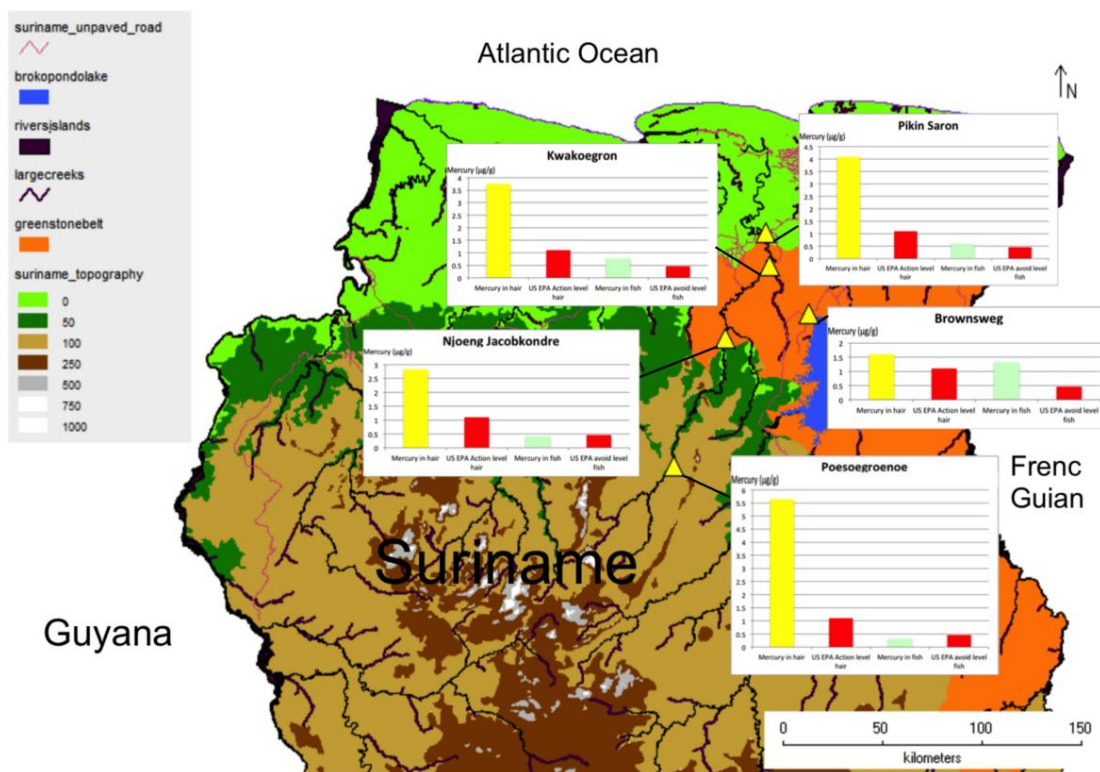 suriname_unpaved_road
brokopondolake
riversjslands
largecreeks
greenstonebelt
suriname_topography
0
50
100
250
500
750
1000
Atlantic Ocean
N
Kwakoegron
Mercury (µg/g)
4
3.5
3
2.5
2
1.5
1
0.5
0
Mercury in hair
US EPA Action level
hair
Mercury in fish
US EPA avoid level
fish
Pikin Saron
Mercury (µg/g)
4.5
4
3.5
3
2.5
2
1.5
1
0.5
0
Mercury in hair
US EPA Action level
hair
Mercury in fish
US EPA avoid level
fish
Njoeng Jacobkondre
Mercury (µg/g)
3
2.5
2
1.5
1
0.5
0
Mercury in hair
US EPA Action level
hair
Mercury in fish
US EPA avoid level
fish
Brownsweg
Mercury (µg/g)
2
1.5
1
0.5
0
Mercury in hair
US EPA Action level
hair
Mercury in fish
US EPA avoid level
fish
Poesoegroenoe
Mercury (µg/g)
6
5.5
5
4.5
4
3.5
3
2.5
2
1.5
1
0.5
0
Mercury in hair
US EPA Action level
hair
Mercury in fish
US EPA avoid level
fish
Frenc
Guian
Suriname
Guyana
0 50 100 150
kilometers